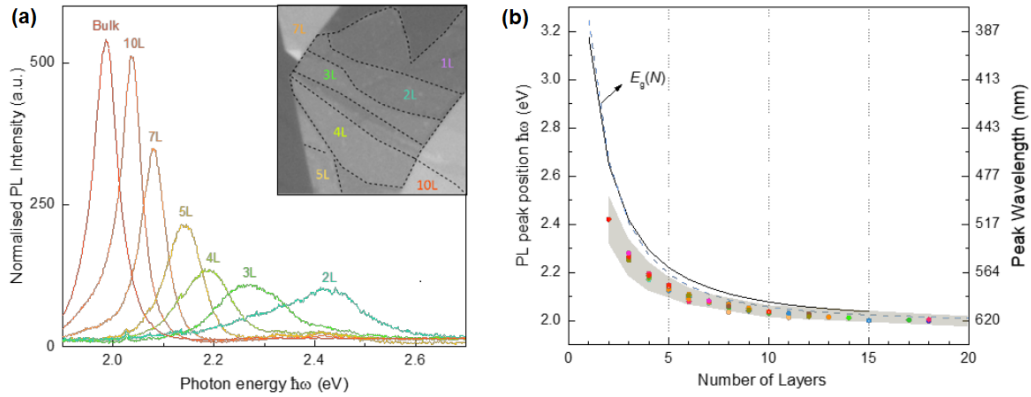 (a)
Normalised PL Intensity (a.u.)
500
250
0
Bulk
10L
7L
5L
4L
3L
2L
1L
3L
2L
4L
5L
10L
2.0 2.2 2.4 2.6
Photon energy ħω (eV)
(b)
PL peak position ħω (eV)
3.2
3.0
2.8
2.6
2.4
2.2
2.0
Eg(N)
387
413
443
477
517
564
620
Peak Wavelength (nm)
0 5 10 15 20
Number of Layers